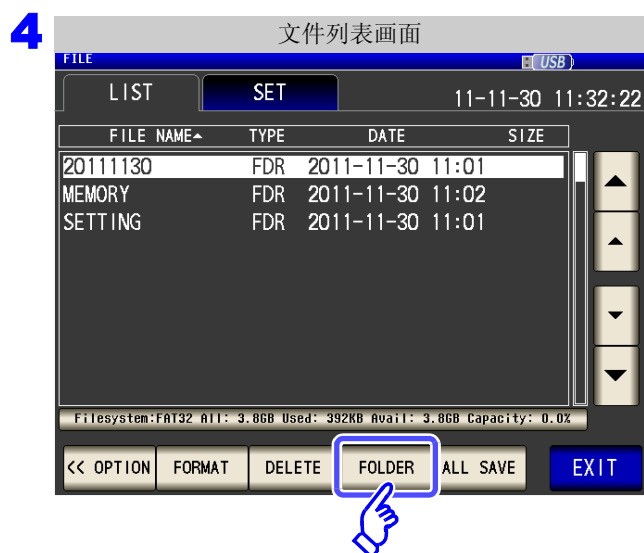 4
文件列表画面
FILE
USB
LIST SET 11-11-30 11:32:22
FILE NAME▲ TYPE DATE SIZE
20111130 FDR 2011-11-30 11:01
MEMORY FDR 2011-11-30 11:02
SETTING FDR 2011-11-30 11:01
Filesystem:FAT32 All: 3.8GB Used: 392KB Avail: 3.8GB Capacity: 0.0%
<< OPTION FORMAT DELETE FOLDER ALL SAVE EXIT